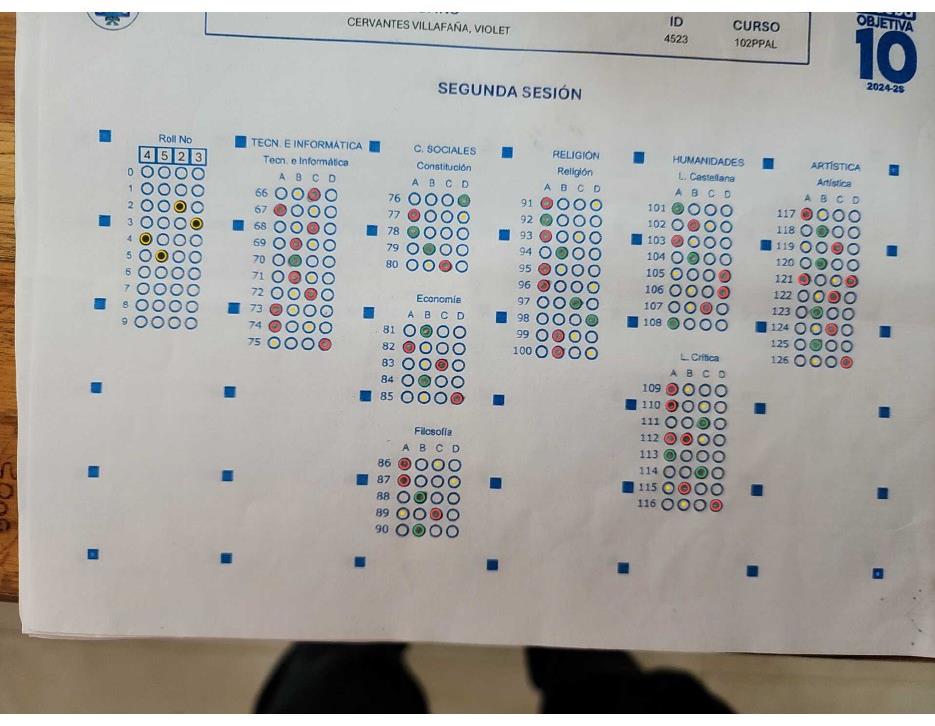 CERVANTES VILLAFAÑA, VIOLET
ID
4523
CURSO
102PPAL
OBJETIVA
10
2024-2S
SEGUNDA SESIÓN
Roll No
4 5 2 3
0
1
2
3
4
5
6
7
8
9
TECN. E INFORMÁTICA
Tecn. e Informática
A B C D
66
67
68
69
70
71
72
73
74
75
C. SOCIALES
Constitución
A B C D
76
77
78
79
80
Economía
A B C D
81
82
83
84
85
Filosofía
A B C D
86
87
88
89
90
RELIGIÓN
Religión
A B C D
91
92
93
94
95
96
97
98
99
100
HUMANIDADES
L. Castellana
A B C D
101
102
103
104
105
106
107
108
L. Crítica
A B C D
109
110
111
112
113
114
115
116
ARTÍSTICA
Artística
A B C D
117
118
119
120
121
122
123
124
125
126